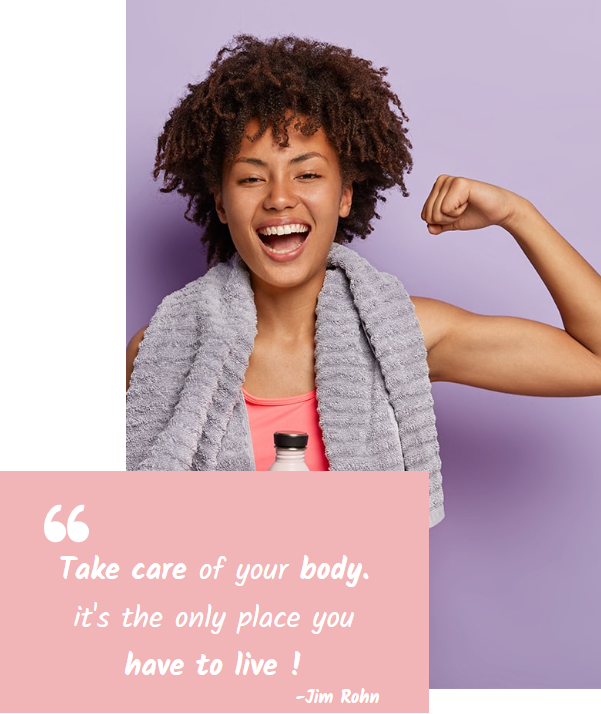 “
Take care of your body.
it's the only place you
have to live !
-Jim Rohn